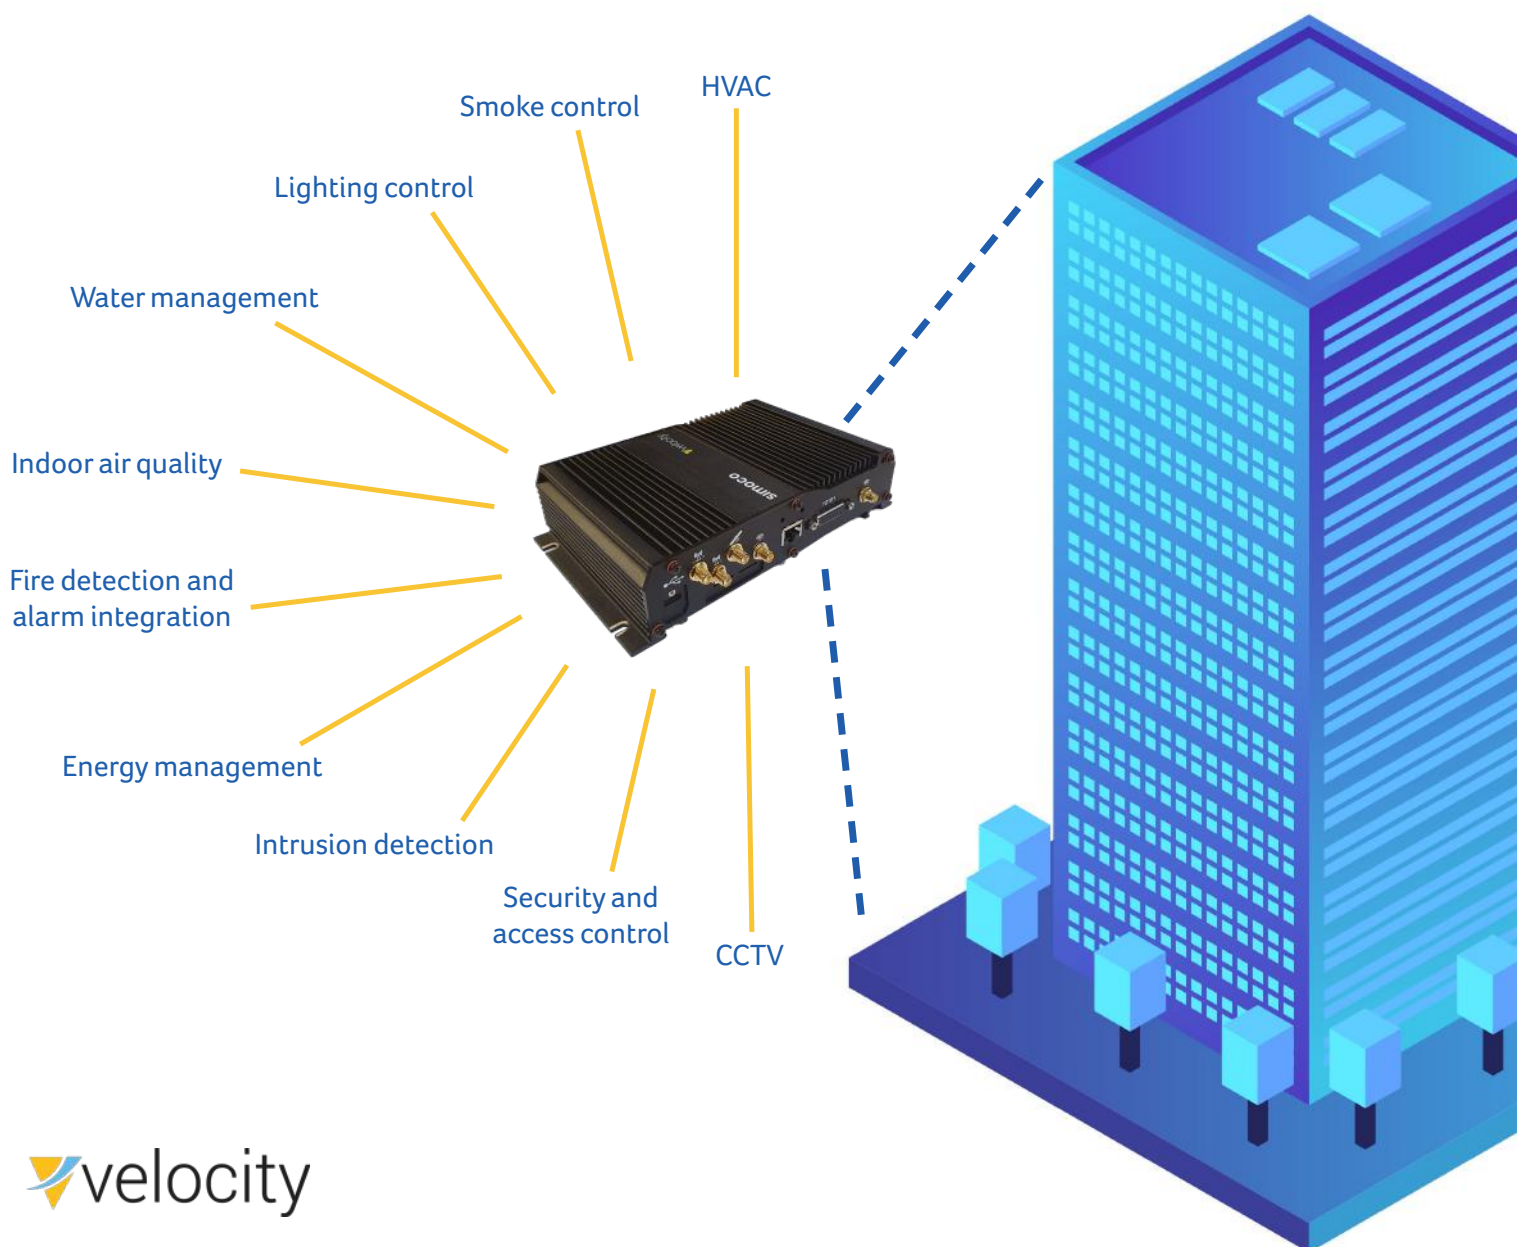 HVAC
Smoke control
Lighting control
Water management
Indoor air quality
Fire detection and
alarm integration
Energy management
Intrusion detection
Security and
access control
CCTV
velocity
simoco
velocity